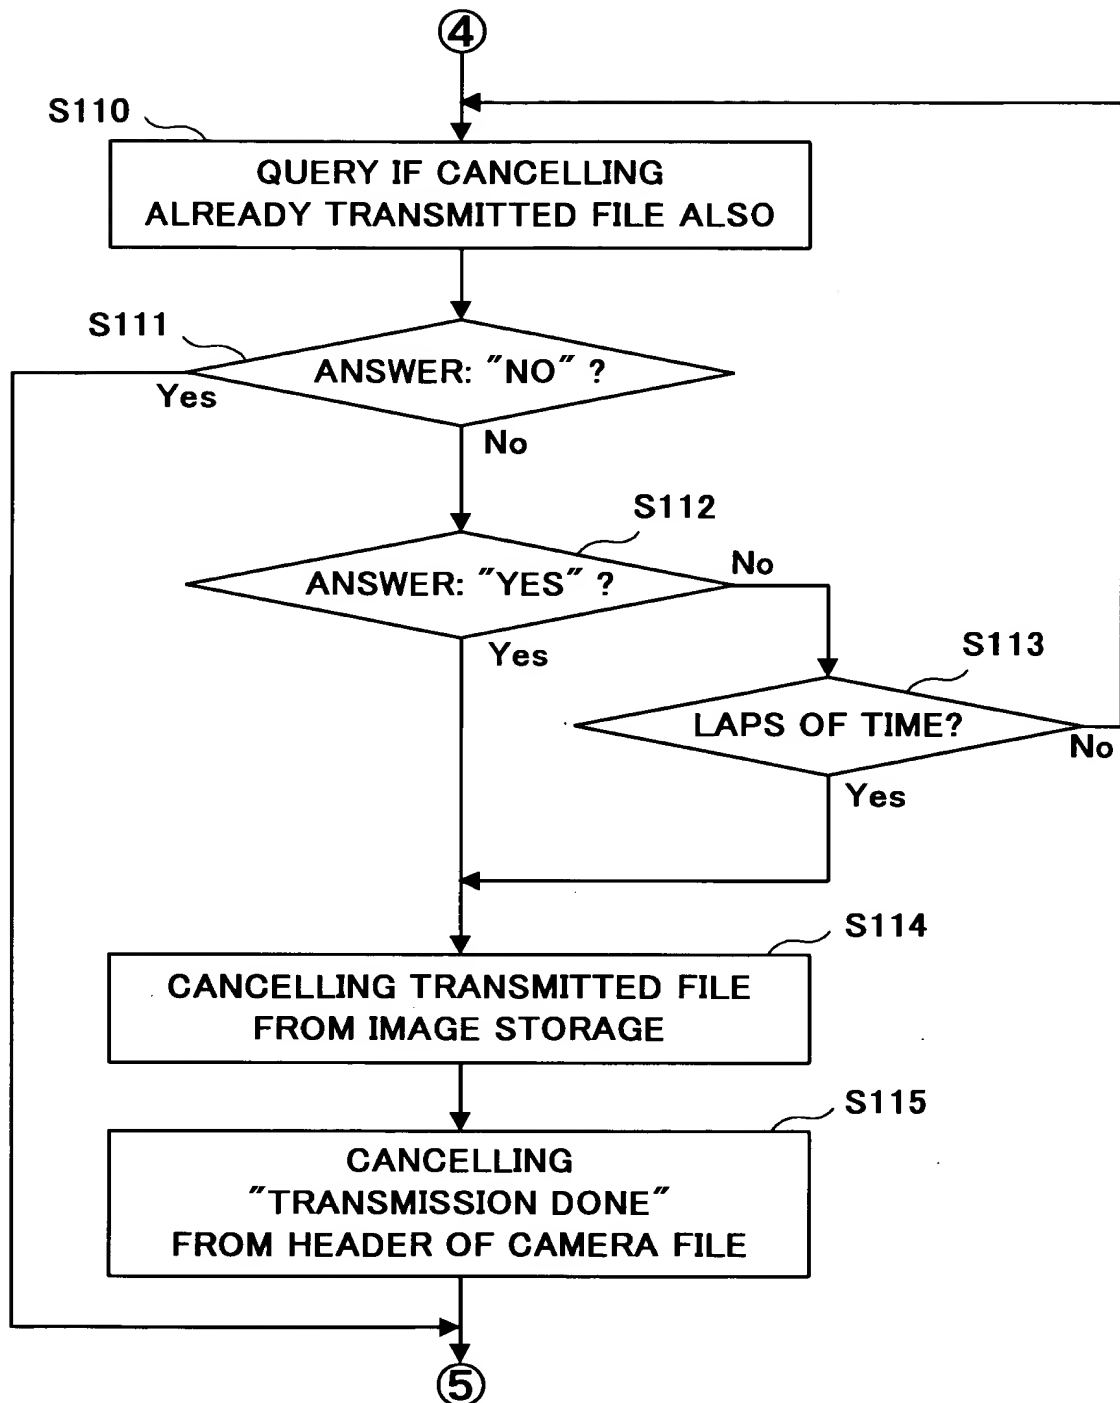 ④
S110
QUERY IF CANCELLING
ALREADY TRANSMITTED FILE ALSO
S111
ANSWER: "NO" ?
Yes
No
S112
ANSWER: "YES" ?
No
Yes
S113
LAPS OF TIME?
No
Yes
S114
CANCELLING TRANSMITTED FILE
FROM IMAGE STORAGE
S115
CANCELLING
"TRANSMISSION DONE"
FROM HEADER OF CAMERA FILE
⑤